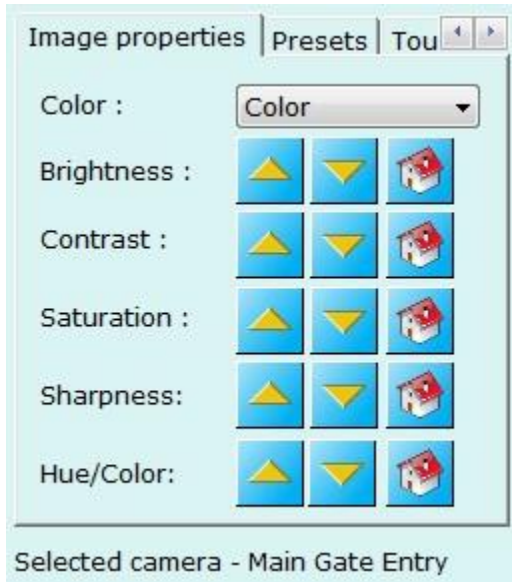 Image properties Presets Tou
Color : Color
Brightness :
Contrast :
Saturation :
Sharpness:
Hue/Color:
Selected camera - Main Gate Entry